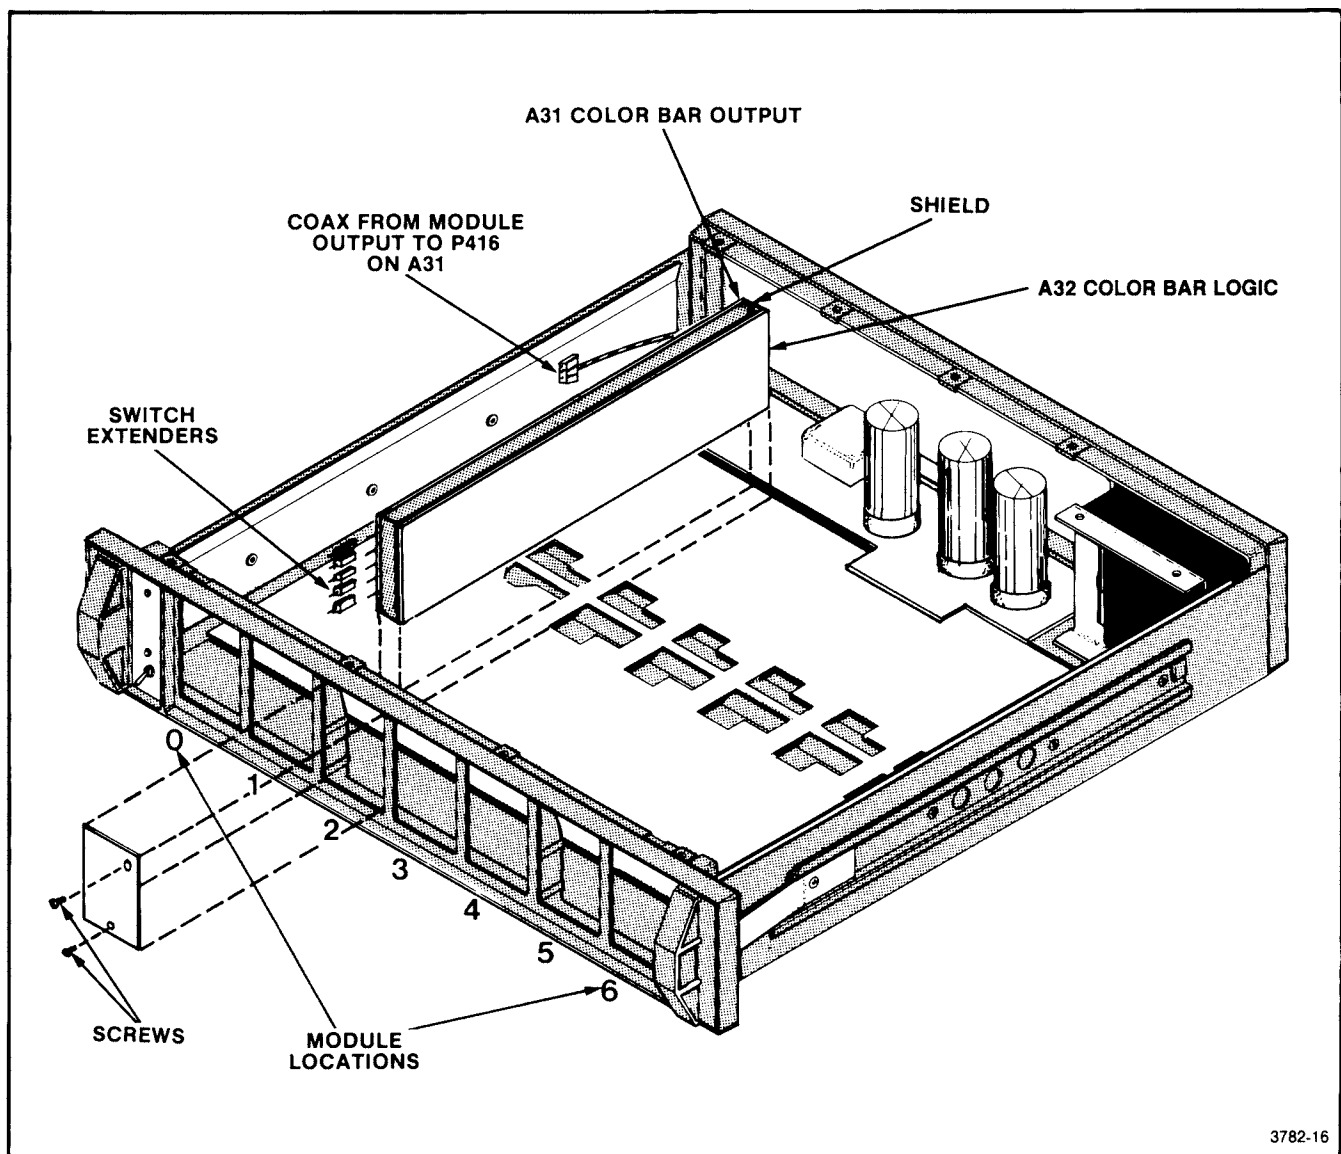 A31 COLOR BAR OUTPUT
COAX FROM MODULE
OUTPUT TO P416
ON A31
SHIELD
A32 COLOR BAR LOGIC
SWITCH
EXTENDERS
0
1
2
3
4
5
6
SCREWS
MODULE
LOCATIONS
3782-16